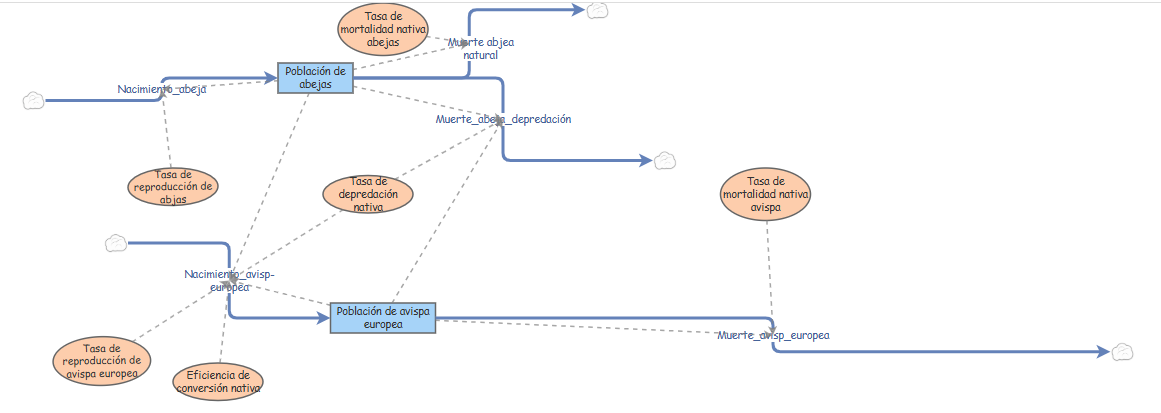 Tasa de
mortalidad nativa
abejas
Muerte abjea
natural
Población de
abejas
Nacimiento_abeja
Muerte_abeja_depredación
Tasa de
reproducción de
abjas
Tasa de
depredación
nativa
Tasa de
mortalidad nativa
avispa
Nacimiento_avisp-
europea
Población de avispa
europea
Muerte_avisp_europea
Tasa de
reproducción de
avispa europea
Eficiencia de
conversión nativa